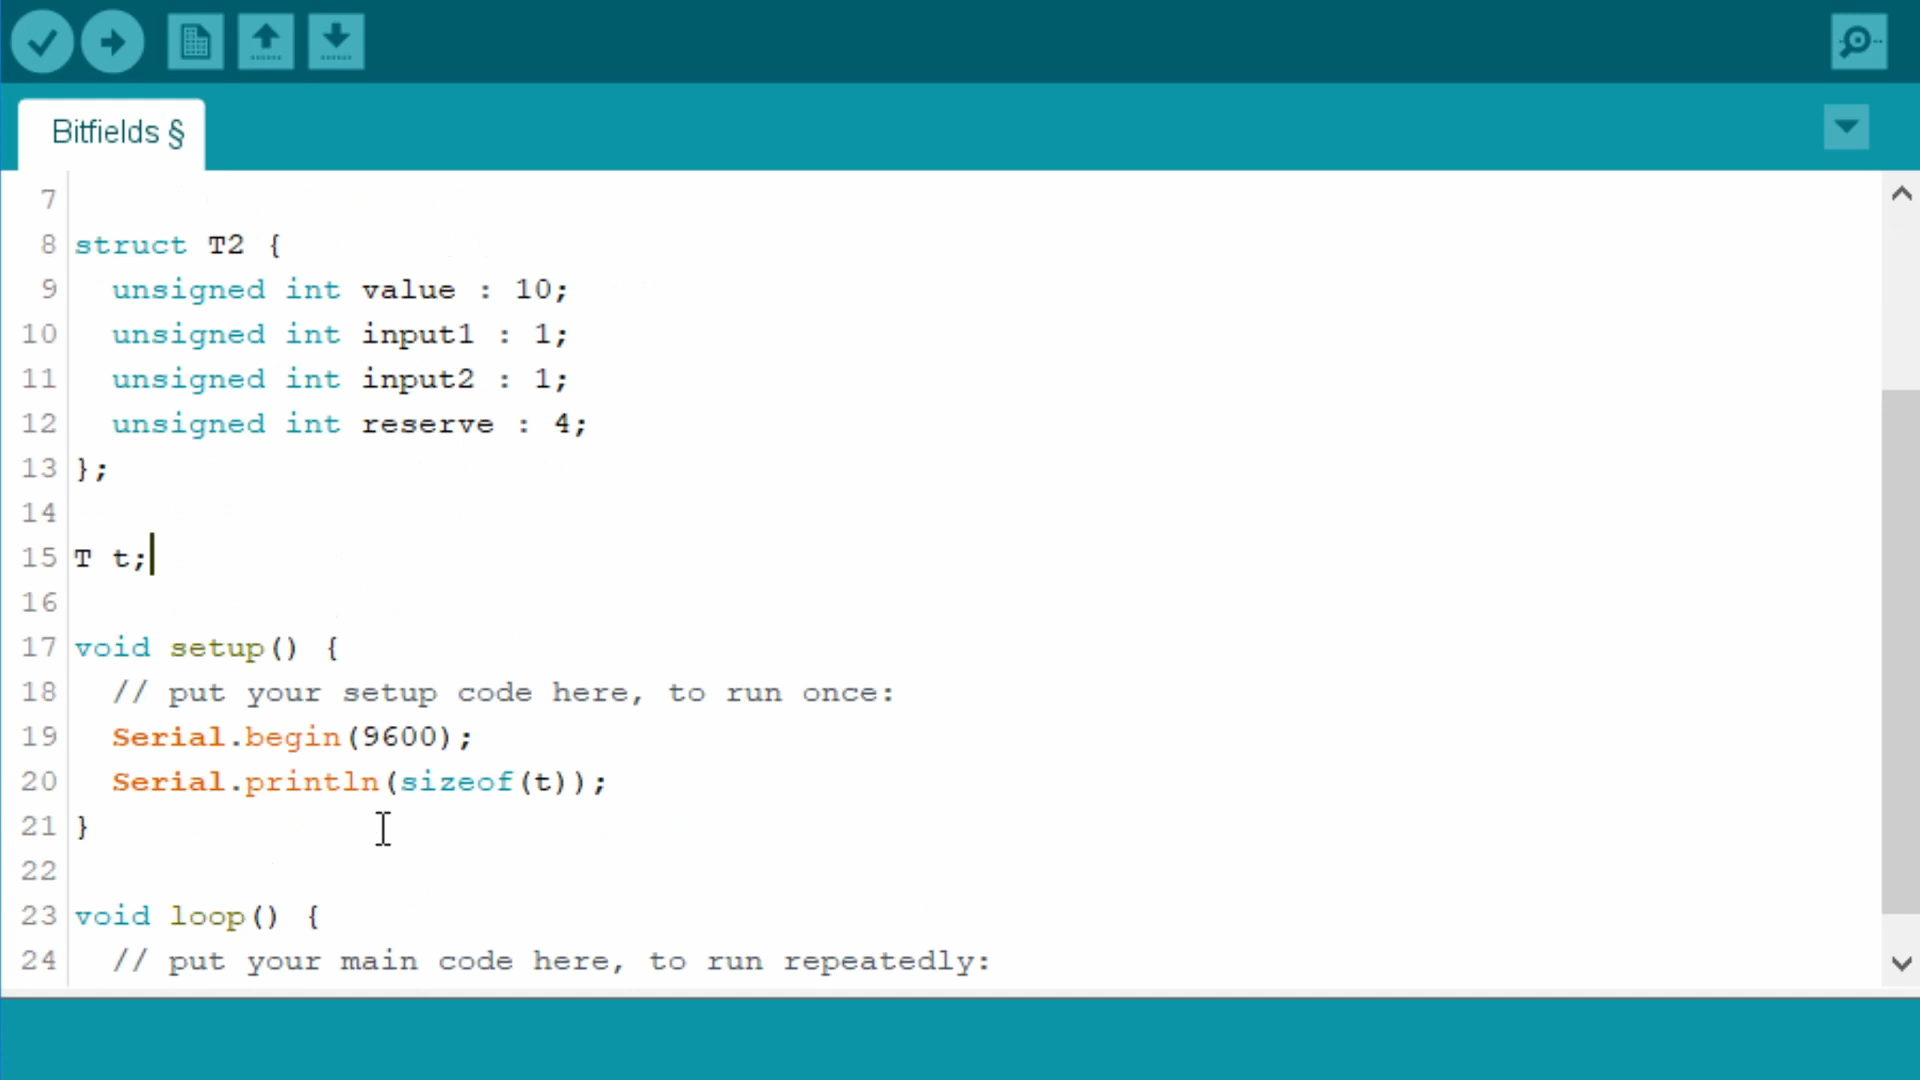 Bitfields §
7
8 struct T2 {
9 unsigned int value : 10;
10 unsigned int input1 : 1;
11 unsigned int input2 : 1;
12 unsigned int reserve : 4;
13 };
14
15 T t;
16
17 void setup() {
18 // put your setup code here, to run once:
19 Serial.begin(9600);
20 Serial.println(sizeof(t));
21 }
22
23 void loop() {
24 // put your main code here, to run repeatedly: